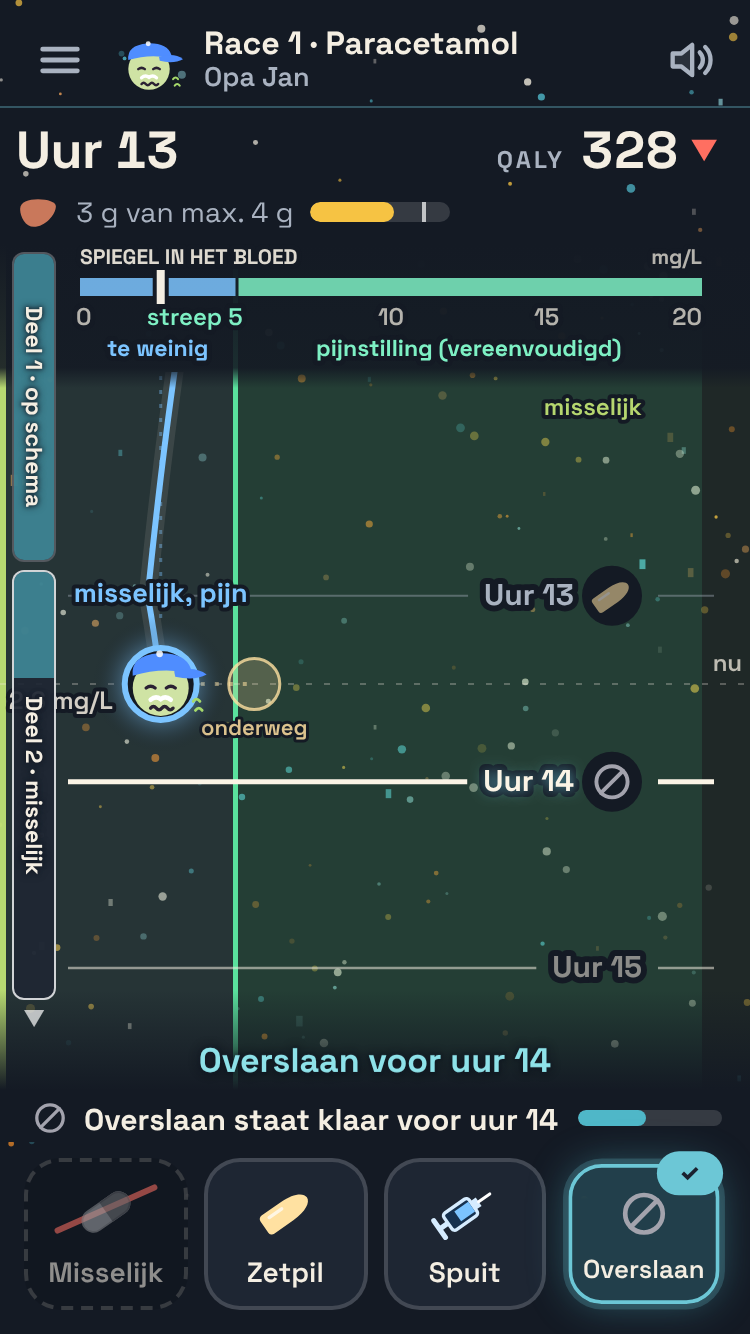 Race 1 · Paracetamol
Opa Jan
Uur 13
QALY 328
3 g van max. 4 g
SPIEGEL IN HET BLOED mg/L
0 streep 5 10 15 20
te weinig pijnstilling (vereenvoudigd)
Deel 1 · op schema
misselijk
misselijk, pijn
Uur 13
nu
mg/L
onderweg
Deel 2 · misselijk
Uur 14
Uur 15
Overslaan voor uur 14
Overslaan staat klaar voor uur 14
Misselijk
Zetpil
Spuit
Overslaan